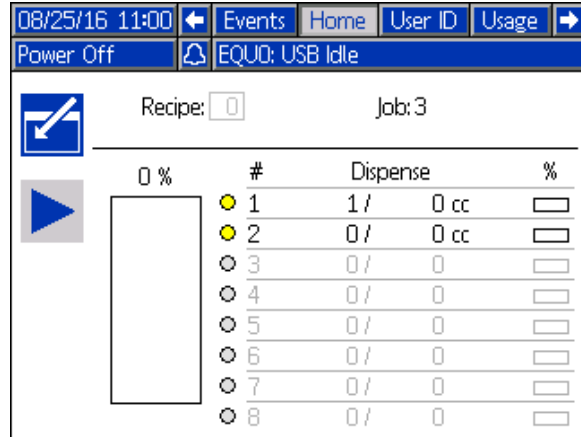 08/25/16 11:00 Events Home User ID Usage
Power Off EQU0: USB Idle
Recipe: 0 Job: 3
0 % # Dispense %
1 1 / 0 cc
2 0 / 0 cc
3 0 / 0
4 0 / 0
5 0 / 0
6 0 / 0
7 0 / 0
8 0 / 0